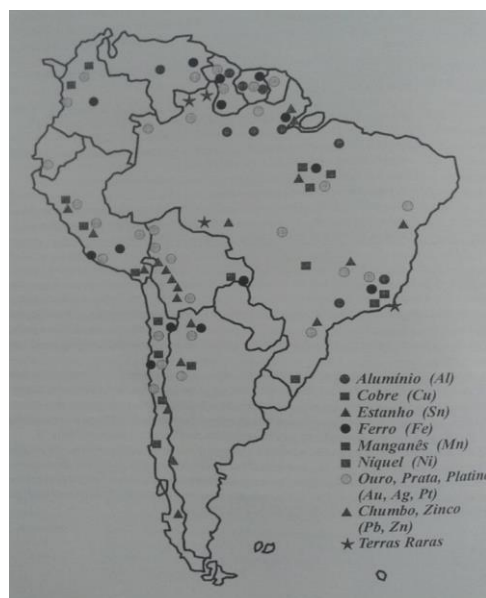 Alumínio (Al)
Cobre (Cu)
Estanho (Sn)
Ferro (Fe)
Manganês (Mn)
Níquel (Ni)
Ouro, Prata, Platin
(Au, Ag, Pt)
Chumbo, Zinco
(Pb, Zn)
Terras Raras